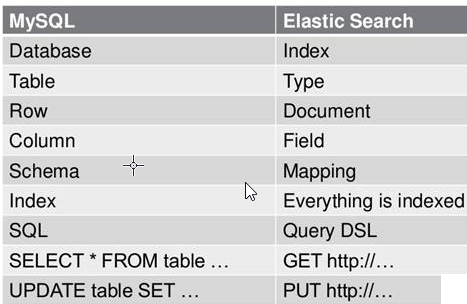 MySQL Elastic Search
Database Index
Table Type
Row Document
Column Field
Schema Mapping
Index Everything is indexed
SQL Query DSL
SELECT * FROM table … GET http://…
UPDATE table SET … PUT http://…